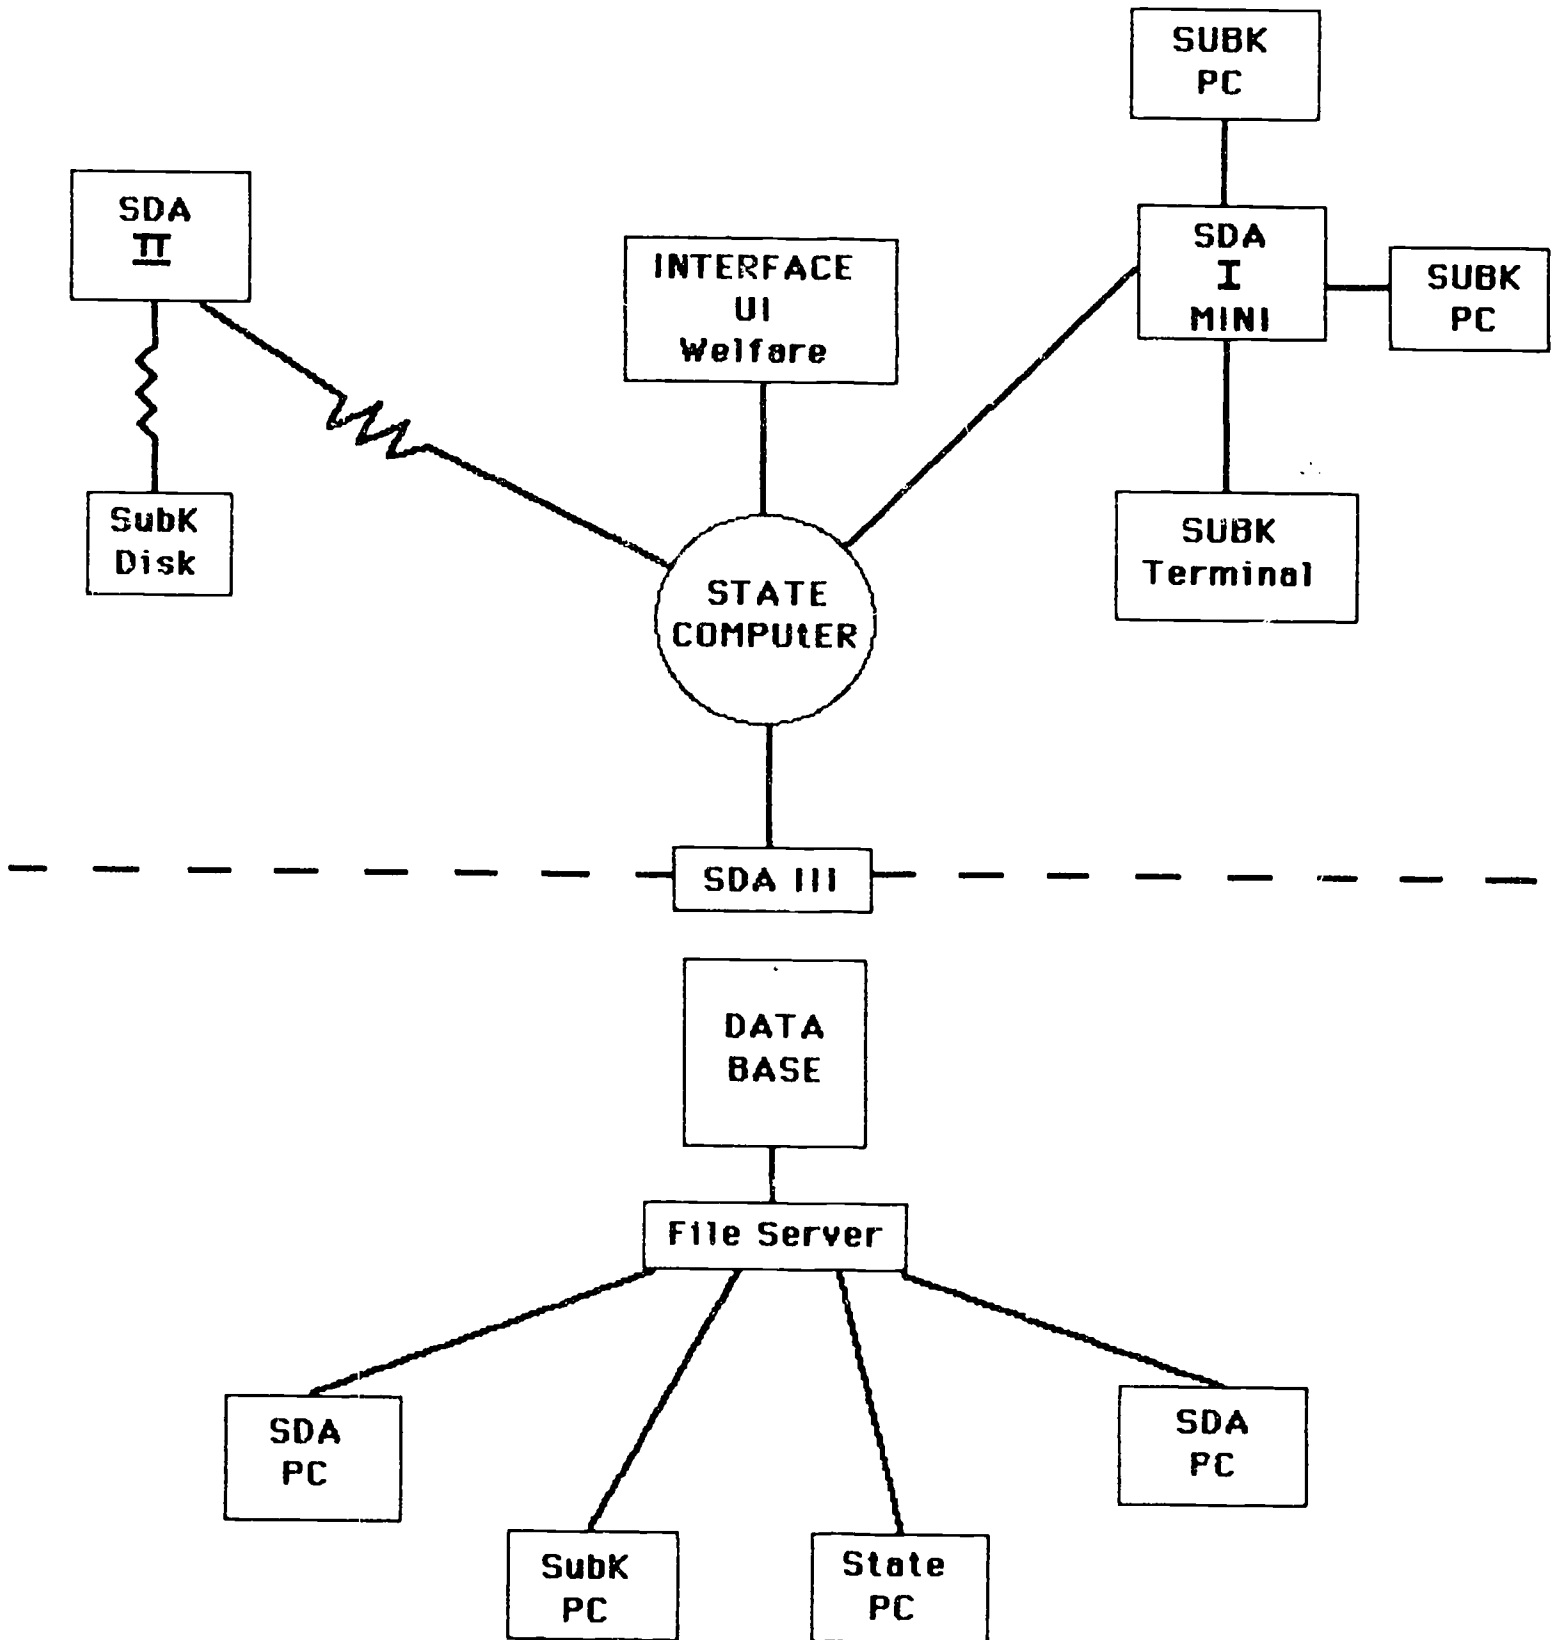 SUBK
PC
SDA
II
INTERFACE
UI
Welfare
SDA
I
MINI
SUBK
PC
SubK
Disk
SUBK
Terminal
STATE
COMPUtER
SDA III
DATA
BASE
File Server
SDA
PC
SDA
PC
SubK
PC
State
PC